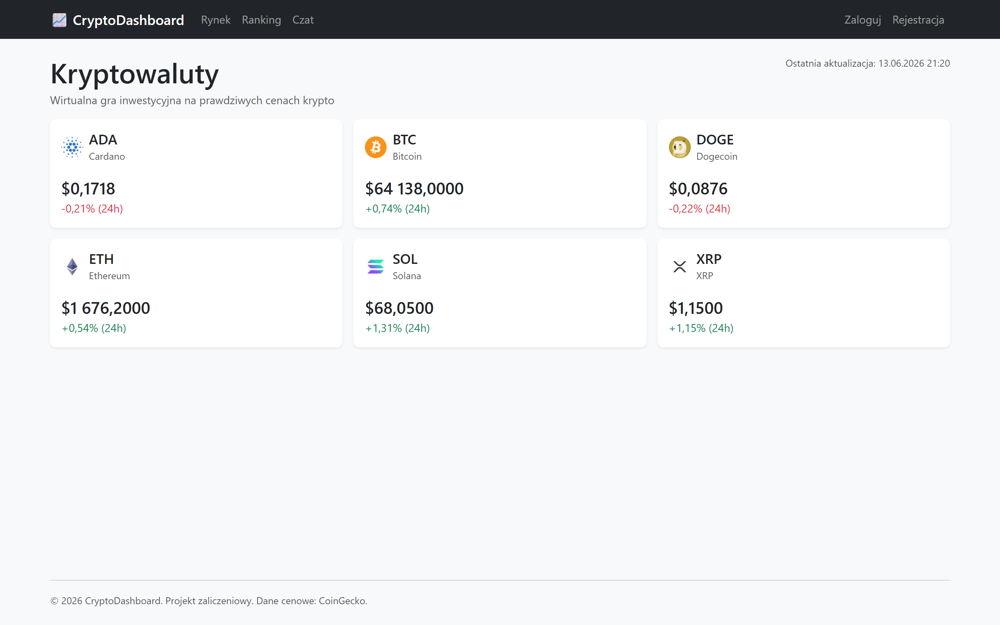 CryptoDashboard Rynek Ranking Czat Zaloguj Rejestracja
Kryptowaluty
Ostatnia aktualizacja: 13.06.2026 21:20
Wirtualna gra inwestycyjna na prawdziwych cenach krypto
ADA
Cardano
$0,1718
-0,21% (24h)
BTC
Bitcoin
$64 138,0000
+0,74% (24h)
DOGE
Dogecoin
$0,0876
-0,22% (24h)
ETH
Ethereum
$1 676,2000
+0,54% (24h)
SOL
Solana
$68,0500
+1,31% (24h)
XRP
XRP
$1,1500
+1,15% (24h)
© 2026 CryptoDashboard. Projekt zaliczeniowy. Dane cenowe: CoinGecko.